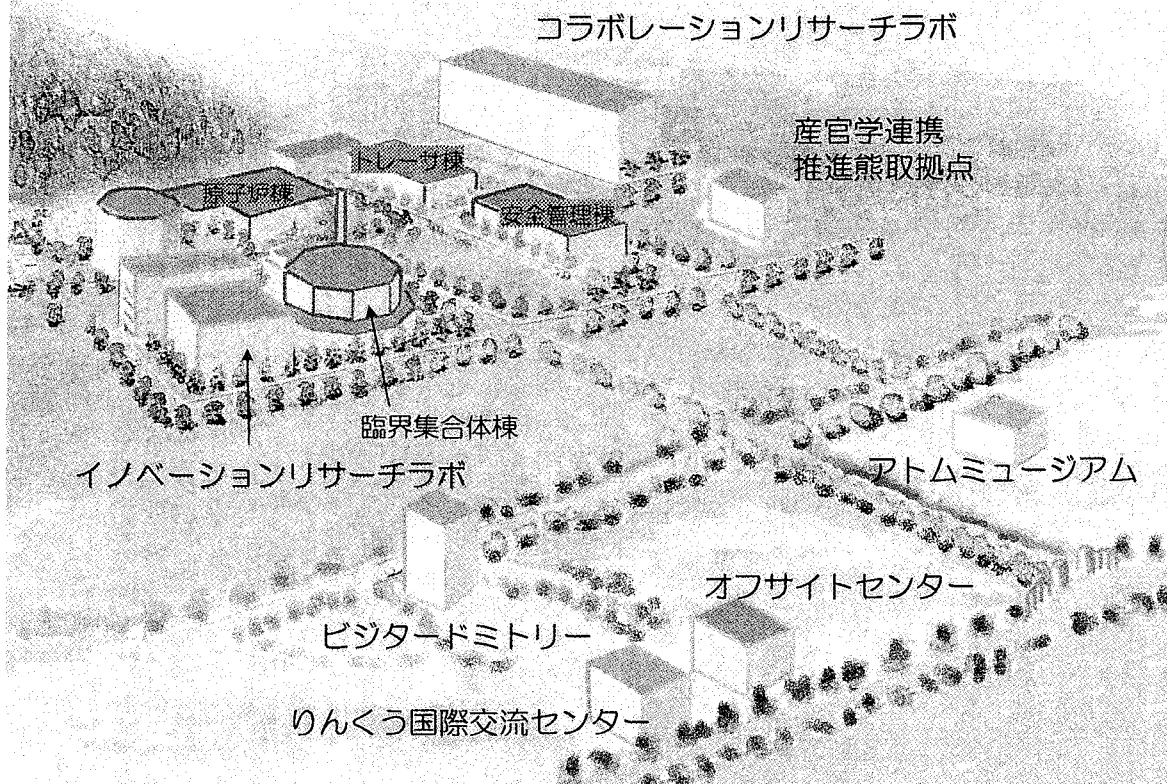 コラボレーションリサーチラボ
産官学連携
推進熊取拠点
トレーサ棟
原子炉棟
安全管理棟
臨界集合体棟
イノベーションリサーチラボ
アトムミュージアム
オフサイトセンター
ビジタードミトリー
りんくう国際交流センター